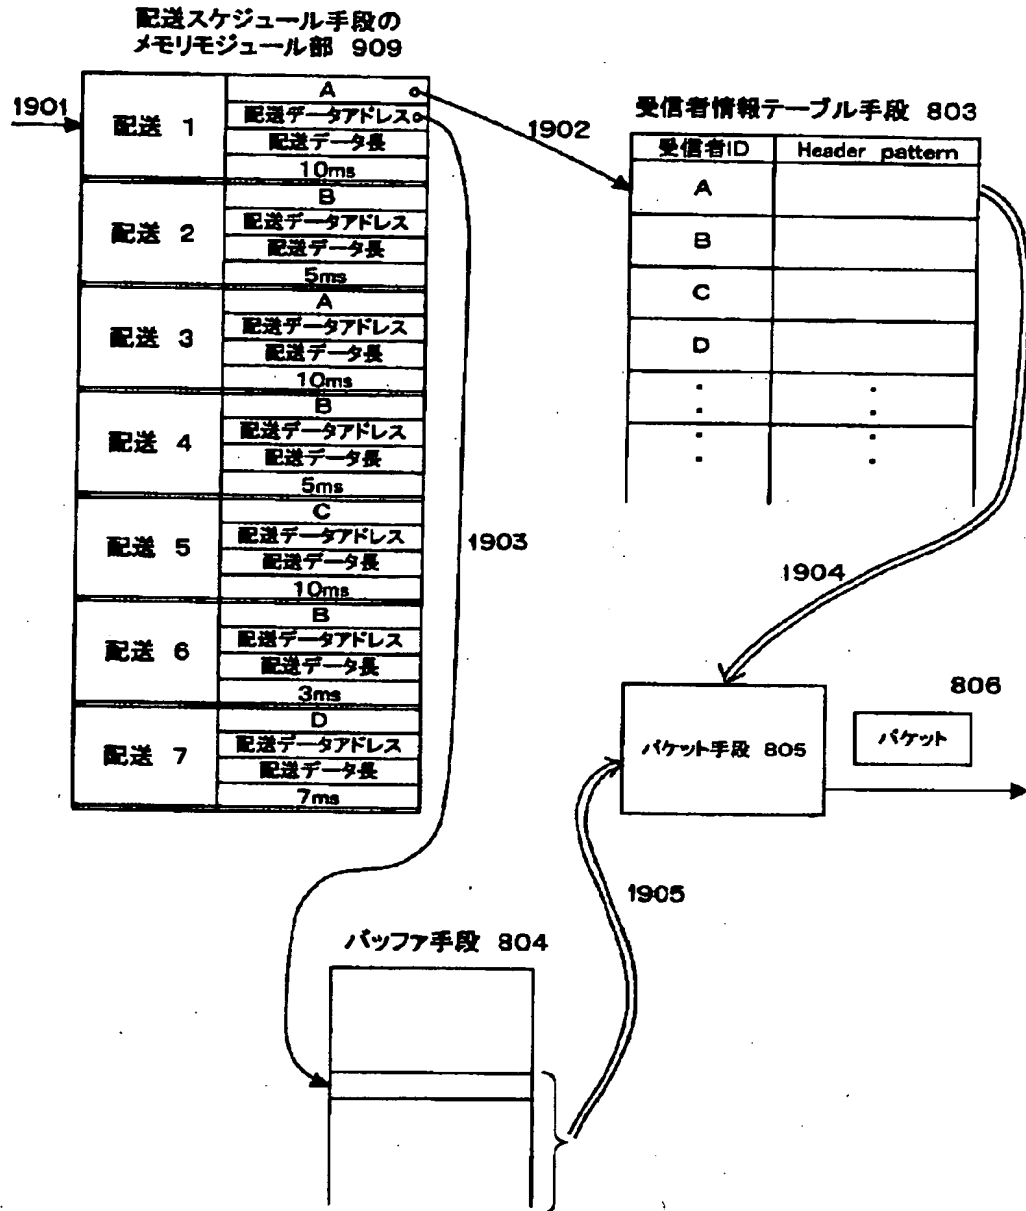 配送スケジュール手段の
メモリモジュール部 909
1901
配送 1
A
配送データアドレス
配送データ長
10ms
配送 2
B
配送データアドレス
配送データ長
5ms
配送 3
A
配送データアドレス
配送データ長
10ms
配送 4
B
配送データアドレス
配送データ長
5ms
配送 5
C
配送データアドレス
配送データ長
10ms
配送 6
B
配送データアドレス
配送データ長
3ms
配送 7
D
配送データアドレス
配送データ長
7ms
1902
1903
受信者情報テーブル手段 803
受信者ID Header pattern
A
B
C
D
1904
806
パケット手段 805
パケット
1905
バッファ手段 804